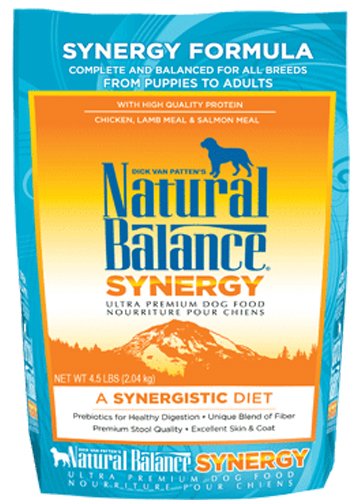 SYNERGY FORMULA
COMPLETE AND BALANCED FOR ALL BREEDS
FROM PUPPIES TO ADULTS
WITH HIGH QUALITY PROTEIN
CHICKEN, LAMB MEAL & SALMON MEAL
DICK VAN PATTEN'S
Natural
Balance®
SYNERGY
ULTRA PREMIUM DOG FOOD
NOURRITURE POUR CHIENS
NET WT 4.5 LBS (2.04 kg)
A SYNERGISTIC DIET
Prebiotics for Healthy Digestion • Unique Blend of Fiber
Premium Stool Quality • Excellent Skin & Coat
DICK VAN PATTEN'S
Natural Balance SYNERGY
ULTRA PREMIUM DOG FOOD
NOURRITURE POUR CHIENS